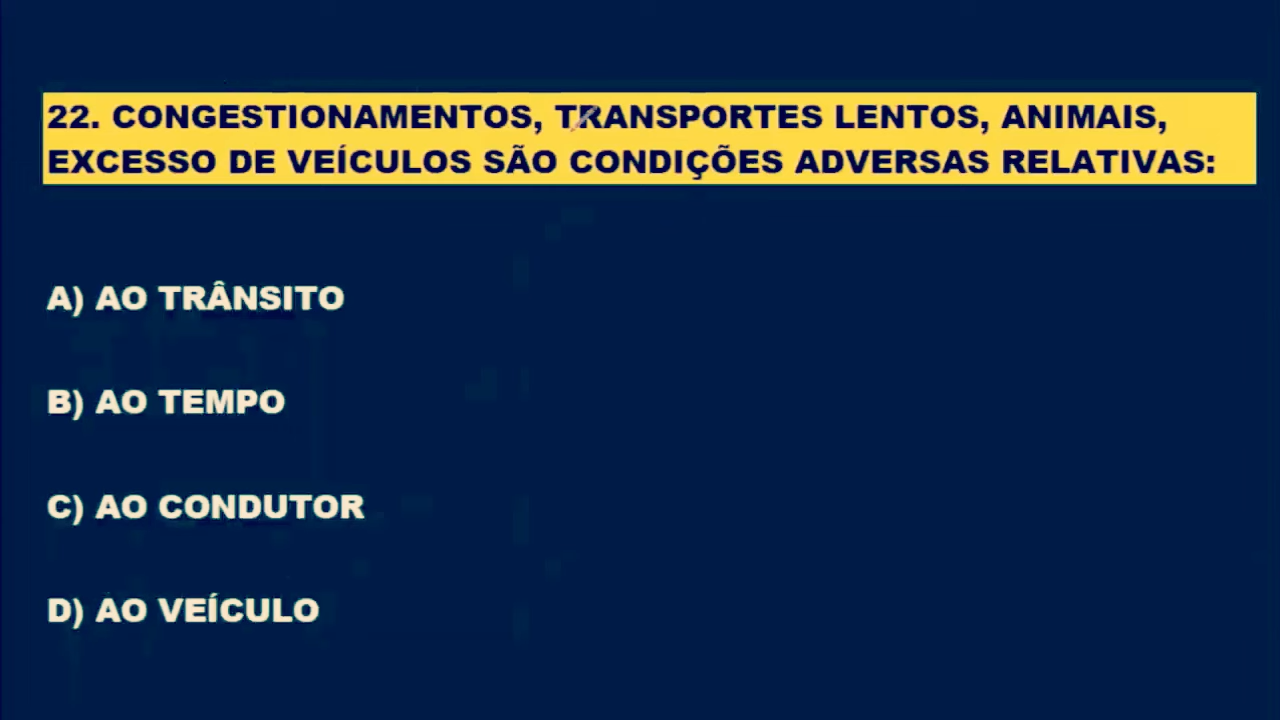 22. CONGESTIONAMENTOS, TRANSPORTES LENTOS, ANIMAIS,
EXCESSO DE VEÍCULOS SÃO CONDIÇÕES ADVERSAS RELATIVAS:
A) AO TRÂNSITO
B) AO TEMPO
C) AO CONDUTOR
D) AO VEÍCULO